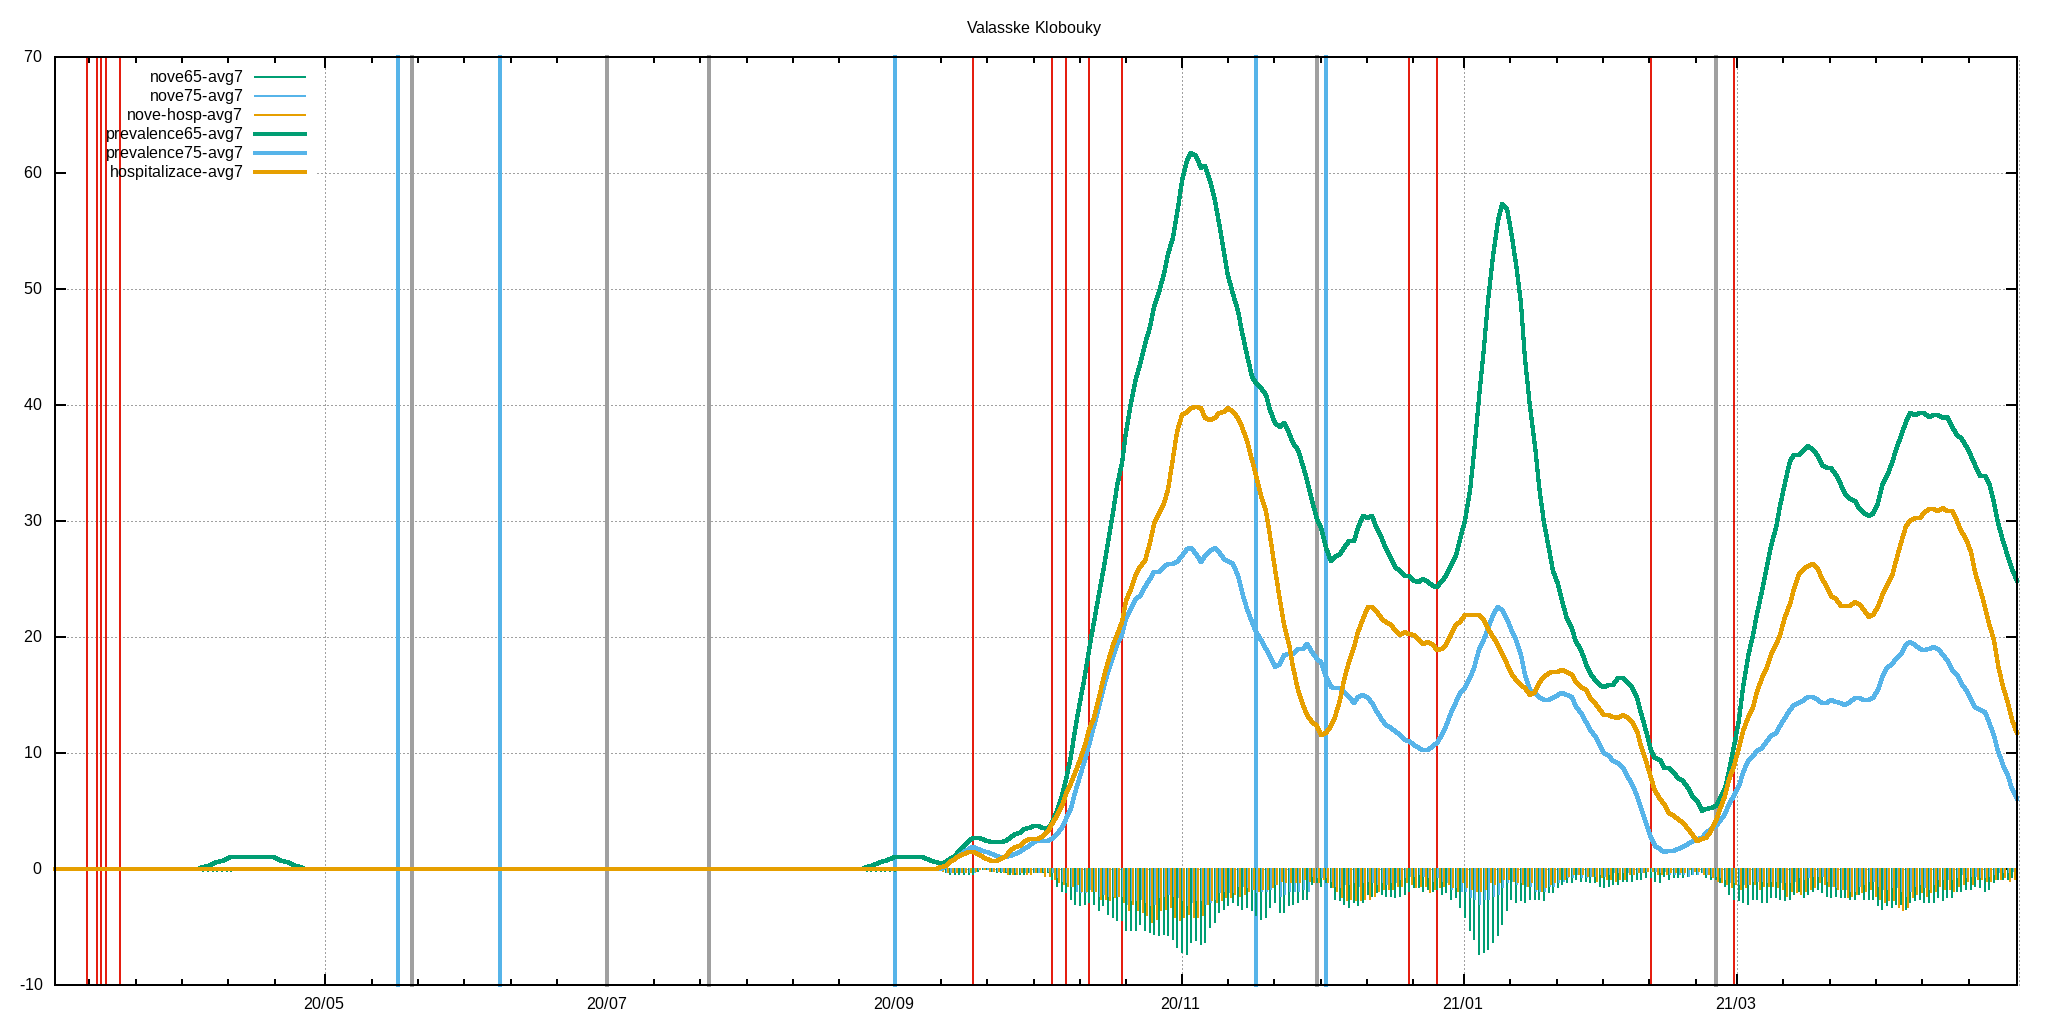 Valasske Klobouky
70
60
50
40
30
20
10
0
-10
nove65-avg7
nove75-avg7
nove-hosp-avg7
prevalence65-avg7
prevalence75-avg7
hospitalizace-avg7
20/05 20/07 20/09 20/11 21/01 21/03